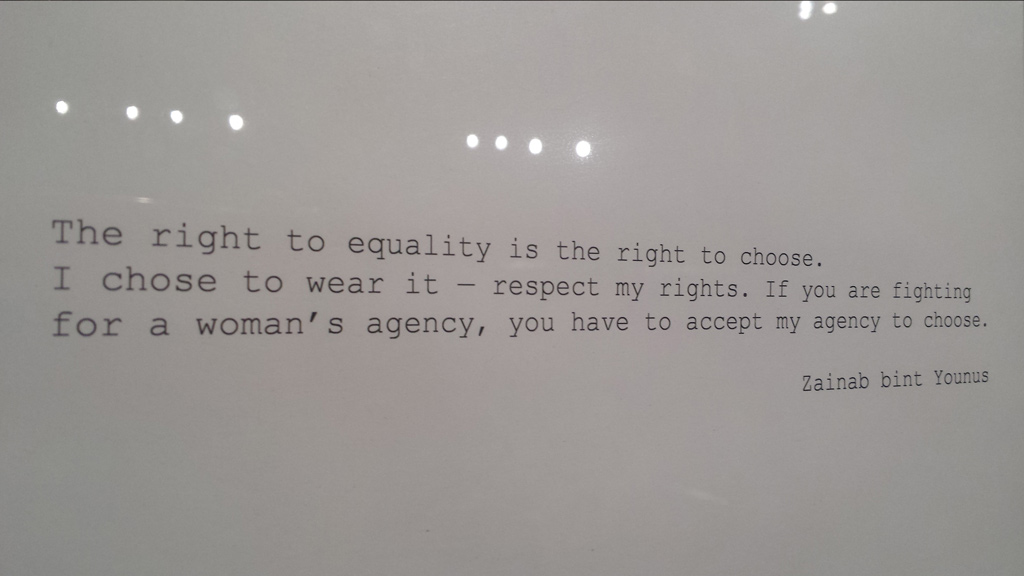 The right to equality is the right to choose.
I chose to wear it – respect my rights. If you are fighting
for a woman's agency, you have to accept my agency to choose.
Zainab bint Younus